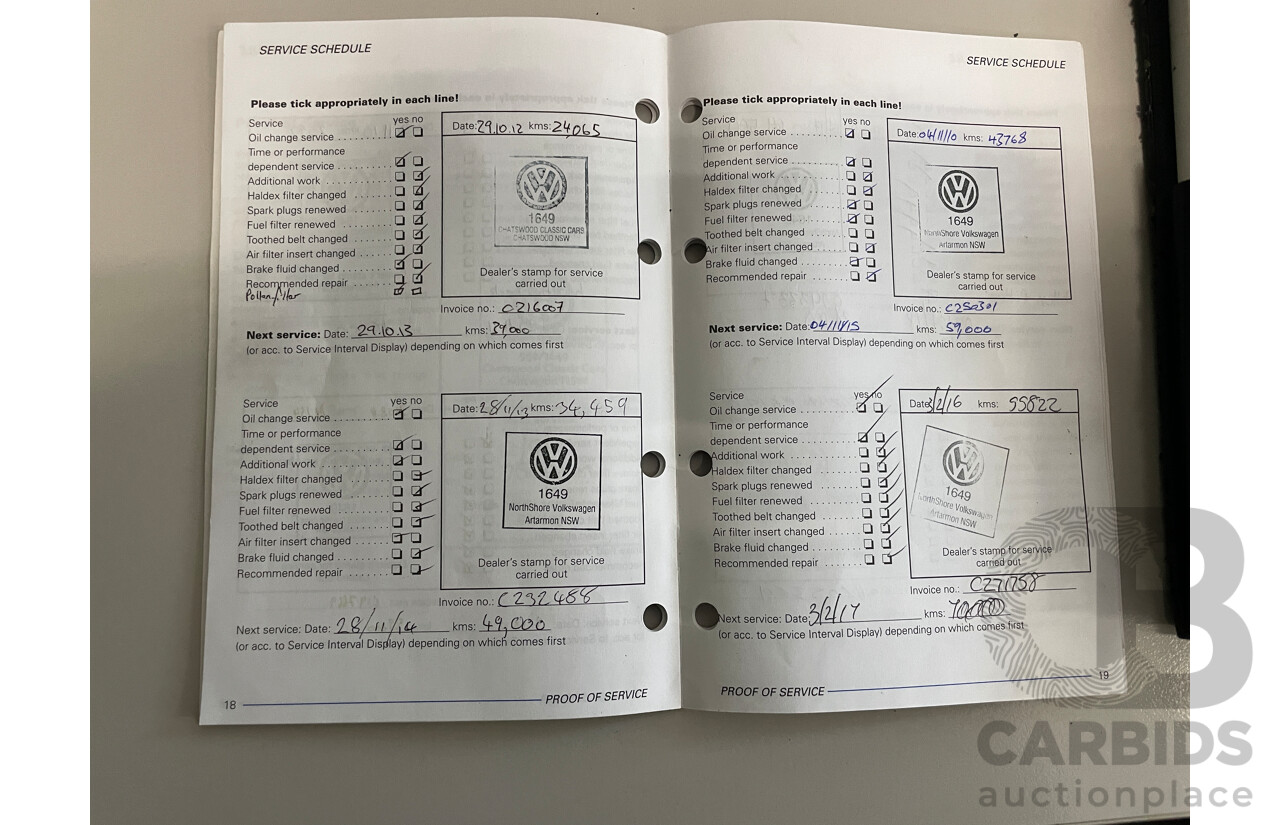 SERVICE SCHEDULE
Please tick appropriately in each line!
Service yes no
Oil change service
Time or performance
dependent service
Additional work
Haldex filter changed
Spark plugs renewed
Fuel filter renewed
Toothed belt changed
Air filter insert changed
Brake fluid changed
Recommended repair
Pollen filter
Date: 29.10.12 kms: 24,065
1649
CHATSWOOD CLASSIC CARS
CHATSWOOD NSW
Dealer's stamp for service
carried out
Invoice no.: 0216007
Next service: Date: 29.10.13 kms: 39000
(or acc. to Service Interval Display) depending on which comes first
Service yes no
Oil change service
Time or performance
dependent service
Additional work
Haldex filter changed
Spark plugs renewed
Fuel filter renewed
Toothed belt changed
Air filter insert changed
Brake fluid changed
Recommended repair
Date: 28/11/13 kms: 34,459
1649
NorthShore Volkswagen
Artarmon NSW
Dealer's stamp for service
carried out
Invoice no.: C232488
Next service: Date: 28/11/14 kms: 49,000
(or acc. to Service Interval Display) depending on which comes first
18 PROOF OF SERVICE
SERVICE SCHEDULE
Please tick appropriately in each line!
Service yes no
Oil change service
Time or performance
dependent service
Additional work
Haldex filter changed
Spark plugs renewed
Fuel filter renewed
Toothed belt changed
Air filter insert changed
Brake fluid changed
Recommended repair
Date: 04/11/10 kms: 43768
1649
NorthShore Volkswagen
Artarmon NSW
Dealer's stamp for service
carried out
Invoice no.: C250301
Next service: Date: 04/11/15 kms: 59,000
(or acc. to Service Interval Display) depending on which comes first
Service yes no
Oil change service
Time or performance
dependent service
Additional work
Haldex filter changed
Spark plugs renewed
Fuel filter renewed
Toothed belt changed
Air filter insert changed
Brake fluid changed
Recommended repair
Date: 3/2/16 kms: 55822
1649
NorthShore Volkswagen
Artarmon NSW
Dealer's stamp for service
carried out
Invoice no.: C271758
Next service: Date: 3/2/17 kms:
(or acc. to Service Interval Display) depending on which comes first
PROOF OF SERVICE 19
CARBIDS
auctionplace